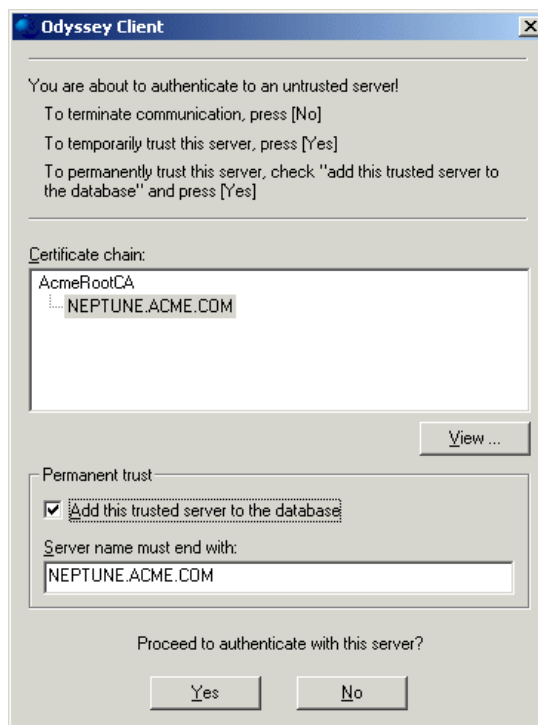 Odyssey Client
You are about to authenticate to an untrusted server!
To terminate communication, press [No]
To temporarily trust this server, press [Yes]
To permanently trust this server, check "add this trusted server to
the database" and press [Yes]
Certificate chain:
AcmeRootCA
NEPTUNE.ACME.COM
View ...
Permanent trust
Add this trusted server to the database
Server name must end with:
NEPTUNE.ACME.COM
Proceed to authenticate with this server?
Yes No